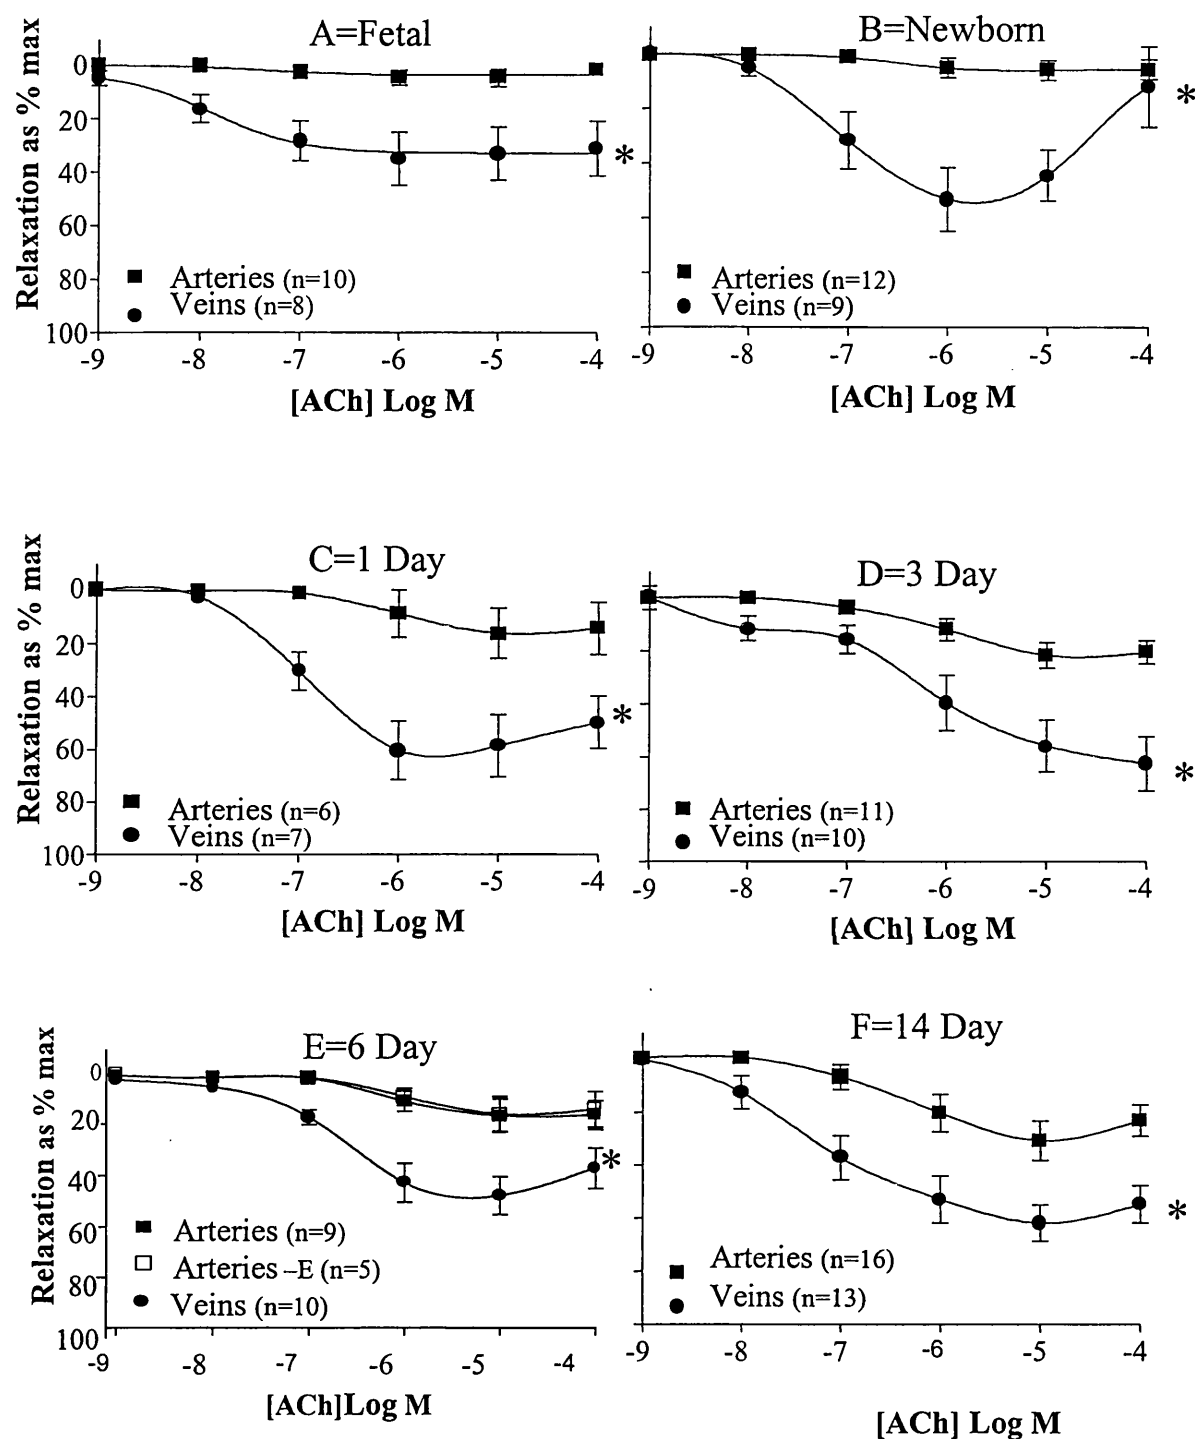 A=Fetal
Relaxation as % max
0
20
40
60
80
100
*
Arteries (n=10)
Veins (n=8)
-9 -8 -7 -6 -5 -4
[ACh] Log M
B=Newborn
*
Arteries (n=12)
Veins (n=9)
-9 -8 -7 -6 -5 -4
[ACh] Log M
C=1 Day
Relaxation as % max
0
20
40
60
80
100
*
Arteries (n=6)
Veins (n=7)
-9 -8 -7 -6 -5 -4
[ACh] Log M
D=3 Day
*
Arteries (n=11)
Veins (n=10)
-9 -8 -7 -6 -5 -4
[ACh] Log M
E=6 Day
Relaxation as % max
0
20
40
60
80
100
*
Arteries (n=9)
Arteries –E (n=5)
Veins (n=10)
-9 -8 -7 -6 -5 -4
[ACh]Log M
F=14 Day
*
Arteries (n=16)
Veins (n=13)
-9 -8 -7 -6 -5 -4
[ACh] Log M